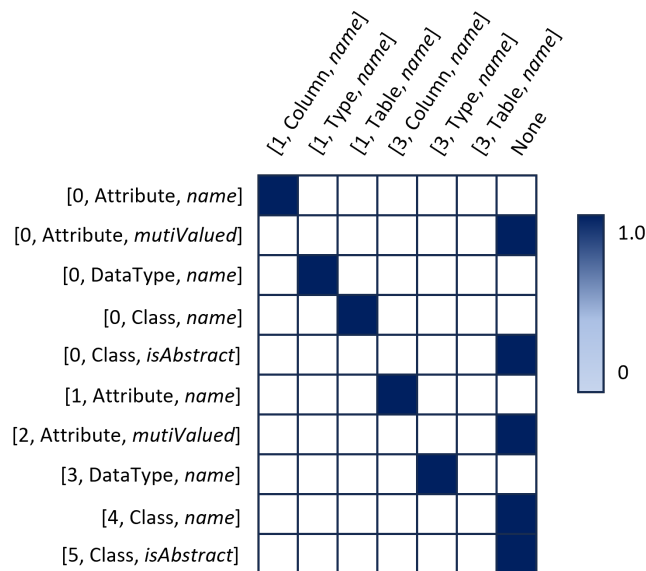 [1, Column, name]
[1, Type, name]
[1, Table, name]
[3, Column, name]
[3, Type, name]
[3, Table, name]
None
[0, Attribute, name]
[0, Attribute, mutiValued]
[0, DataType, name]
[0, Class, name]
[0, Class, isAbstract]
[1, Attribute, name]
[2, Attribute, mutiValued]
[3, DataType, name]
[4, Class, name]
[5, Class, isAbstract]
1.0
0